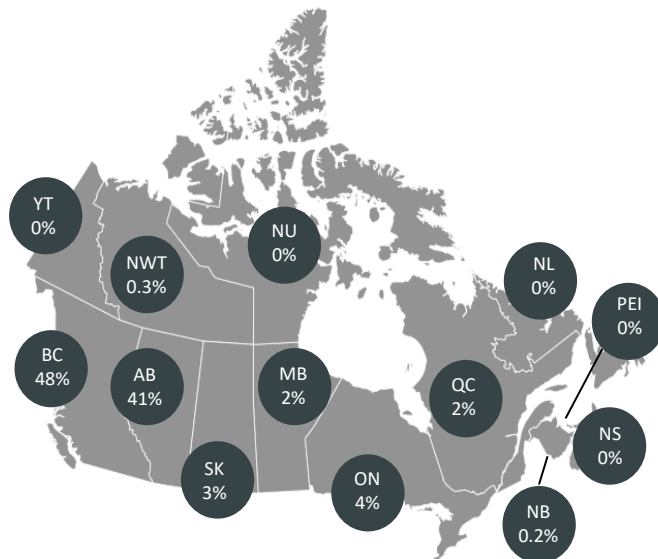 YT
0%
NWT
0.3%
NU
0%
NL
0%
PEI
0%
BC
48%
AB
41%
MB
2%
QC
2%
NS
0%
SK
3%
ON
4%
NB
0.2%